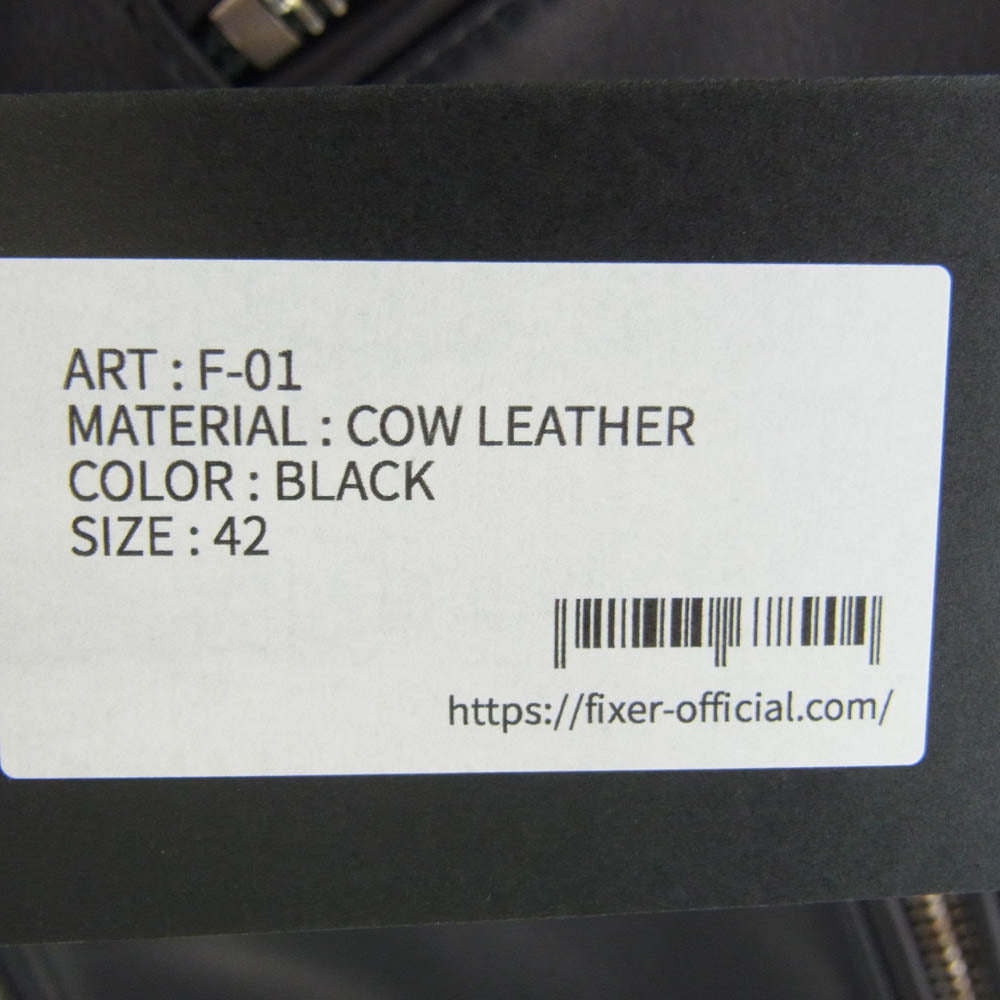 ART : F-01
MATERIAL : COW LEATHER
COLOR : BLACK
SIZE : 42
https://fixer-official.com/